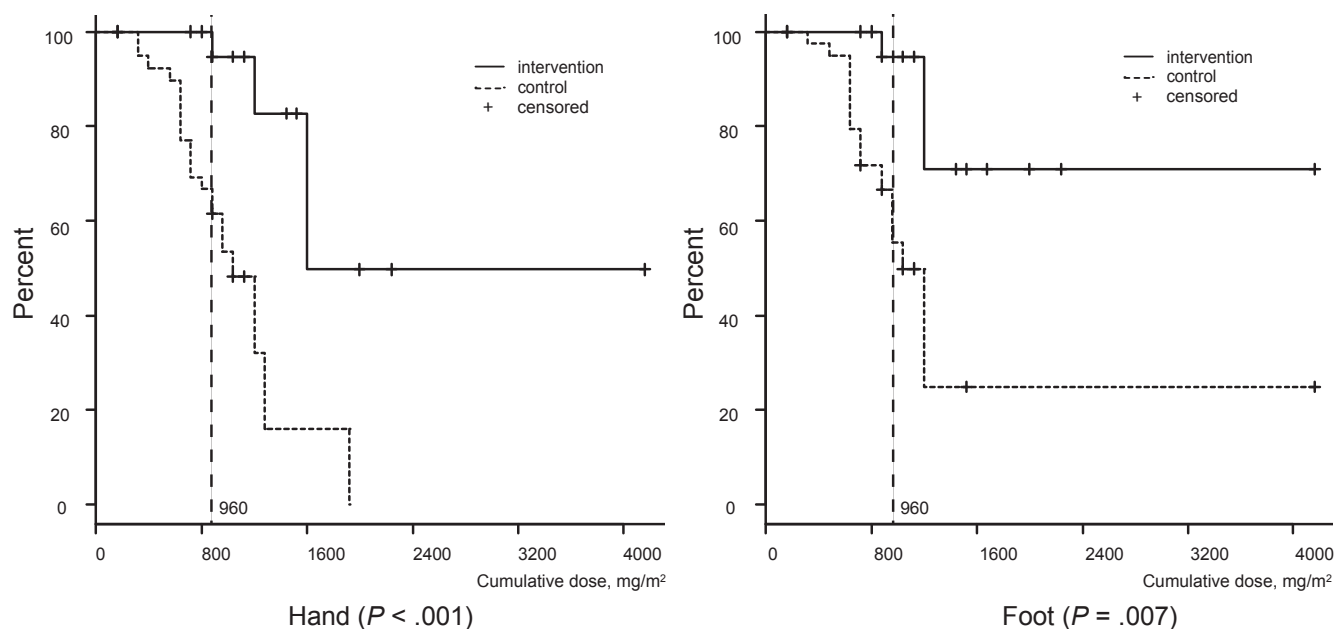 100
80
60
40
20
0
Percent
intervention
control
censored
960
0 800 1600 2400 3200 4000
Cumulative dose, mg/m²
Hand (P < .001)
100
80
60
40
20
0
Percent
intervention
control
censored
960
0 800 1600 2400 3200 4000
Cumulative dose, mg/m²
Foot (P = .007)